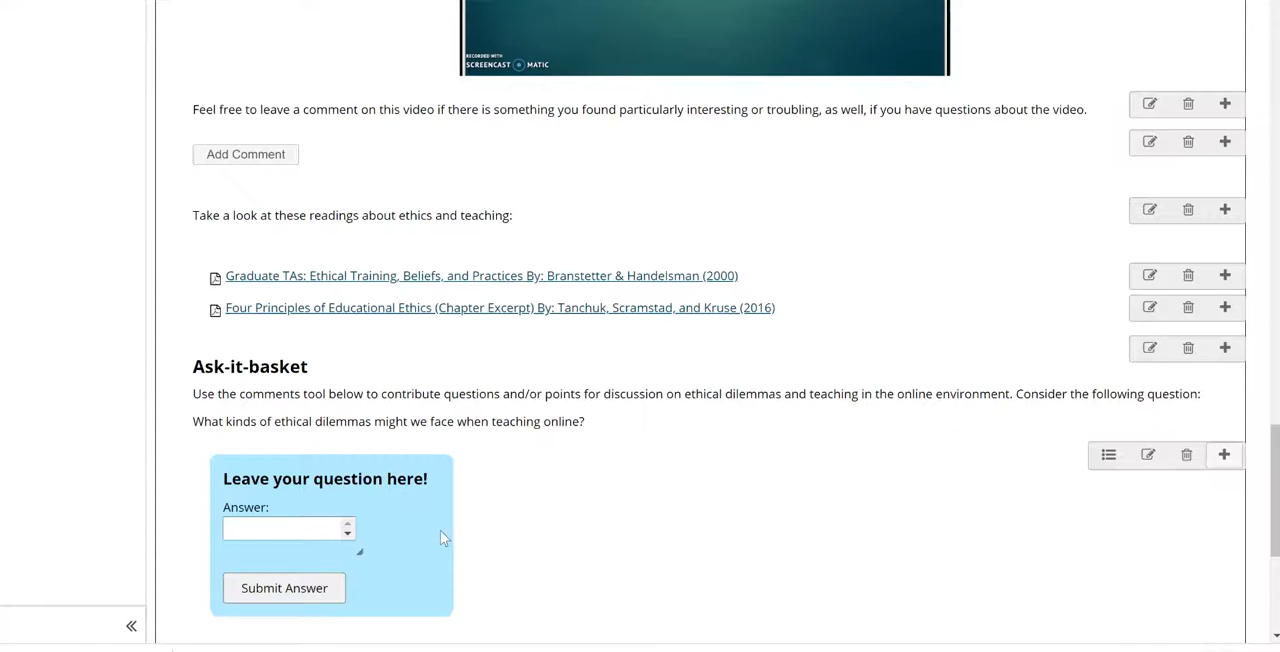 RECORDED WITH
SCREENCAST MATIC
Feel free to leave a comment on this video if there is something you found particularly interesting or troubling, as well, if you have questions about the video.
Add Comment
Take a look at these readings about ethics and teaching:
Graduate TAs: Ethical Training, Beliefs, and Practices By: Branstetter & Handelsman (2000)
Four Principles of Educational Ethics (Chapter Excerpt) By: Tanchuk, Scramstad, and Kruse (2016)
Ask-it-basket
Use the comments tool below to contribute questions and/or points for discussion on ethical dilemmas and teaching in the online environment. Consider the following question:
What kinds of ethical dilemmas might we face when teaching online?
Leave your question here!
Answer:
Submit Answer